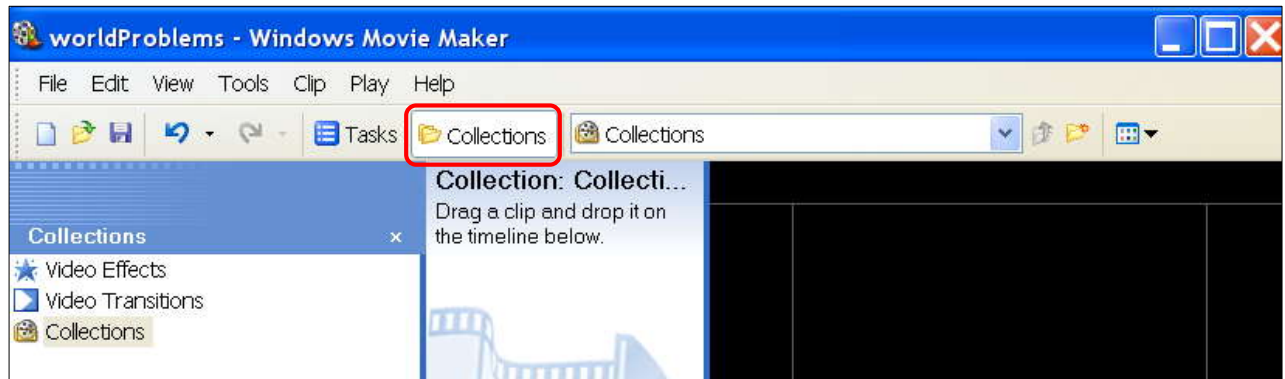 worldProblems - Windows Movie Maker
File Edit View Tools Clip Play Help
Tasks Collections Collections
Collection: Collecti...
Drag a clip and drop it on
the timeline below.
Collections x
Video Effects
Video Transitions
Collections